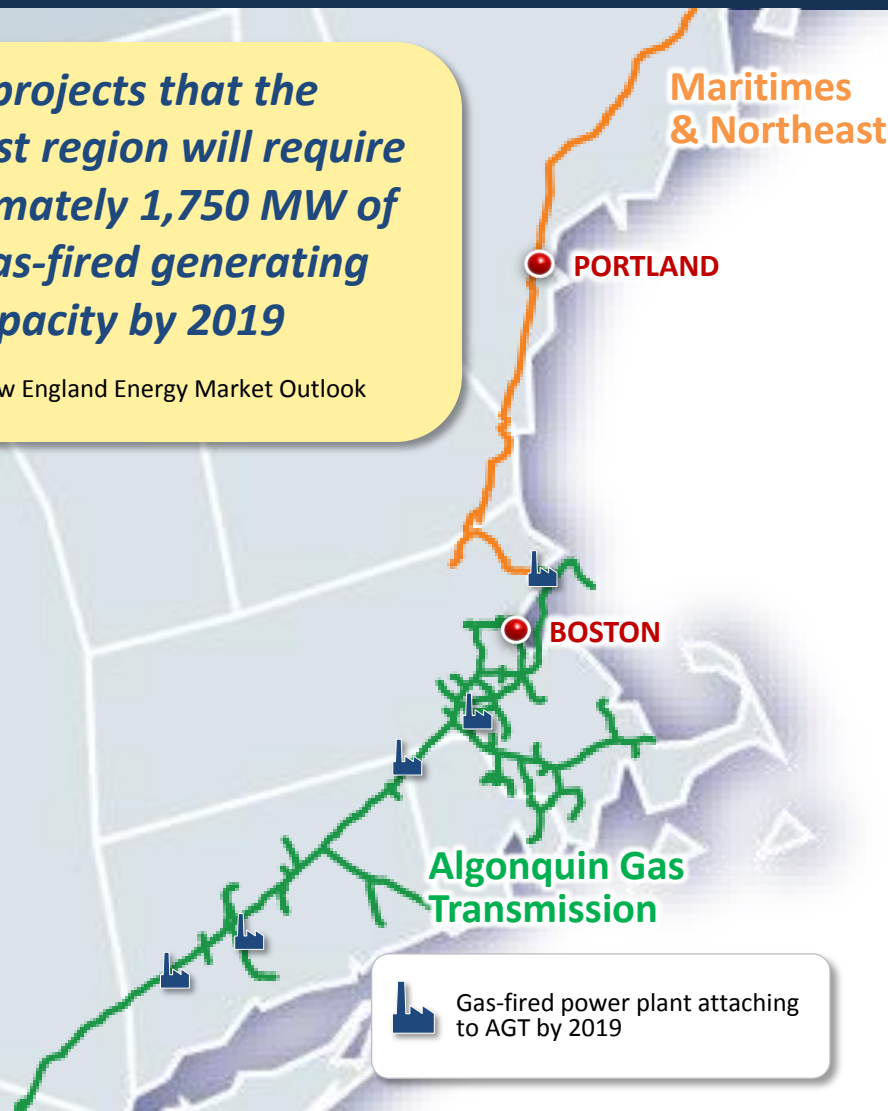 projects that the
st region will require
mately 1,750 MW of
as-fired generating
pacity by 2019
w England Energy Market Outlook
Maritimes
& Northeast
PORTLAND
BOSTON
Algonquin Gas
Transmission
Gas-fired power plant attaching
to AGT by 2019